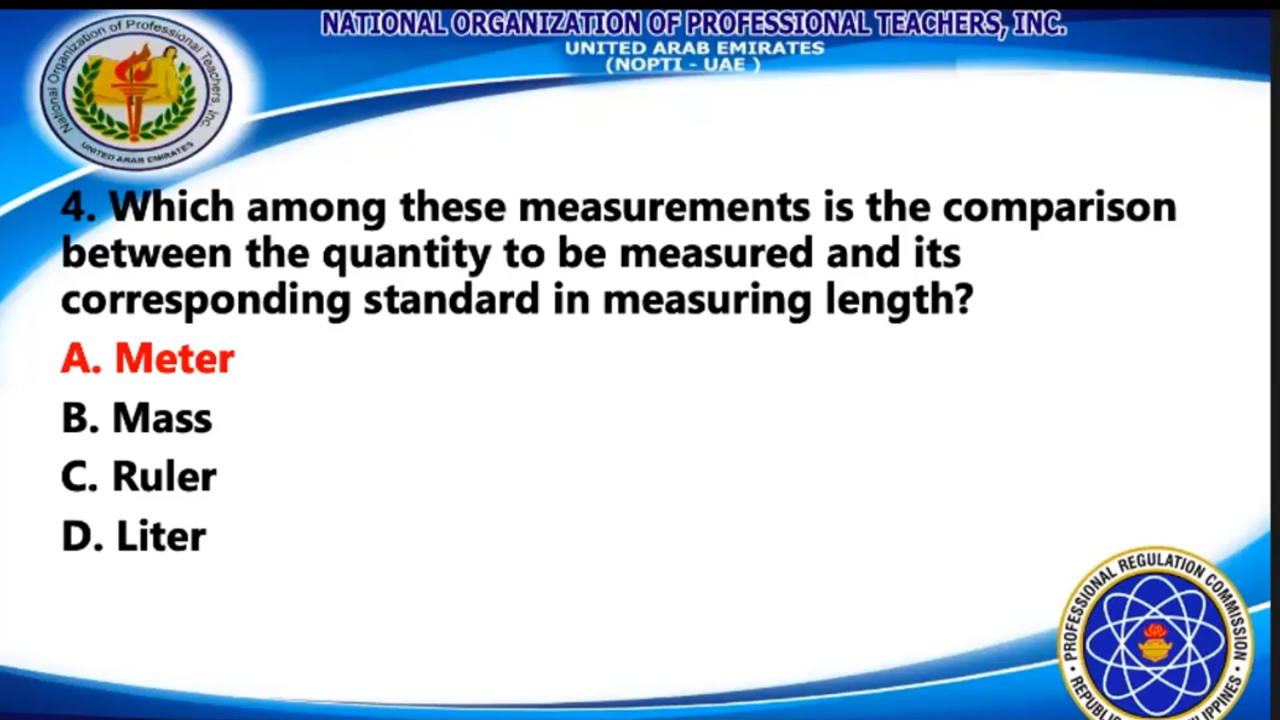 NATIONAL ORGANIZATION OF PROFESSIONAL TEACHERS, INC.
UNITED ARAB EMIRATES
(NOPTI - UAE )
National Organization of Professional Teachers, Inc.
UNITED ARAB EMIRATES
4. Which among these measurements is the comparison
between the quantity to be measured and its
corresponding standard in measuring length?
A. Meter
B. Mass
C. Ruler
D. Liter
PROFESSIONAL REGULATION COMMISSION